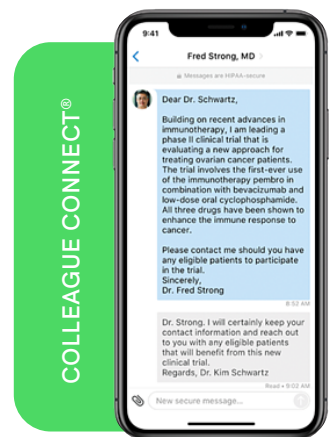 COLLEAGUE CONNECT®
9:41
Fred Strong, MD
Messages are HIPAA-secure
Dear Dr. Schwartz,
Building on recent advances in
immunotherapy, I am leading a
phase II clinical trial that is
evaluating a new approach for
treating ovarian cancer patients.
The trial involves the first-ever use
of the immunotherapy pembro in
combination with bevacizumab and
low-dose oral cyclophosphamide.
All three drugs have been shown to
enhance the immune response to
cancer.
Please contact me should you have
any eligible patients to participate
in the trial.
Sincerely,
Dr. Fred Strong
8:52 AM
Dr. Strong. I will certainly keep your
contact information and reach out
to you with any eligible patients
that will benefit from this new
clinical trial.
Regards, Dr. Kim Schwartz
Read • 9:02 AM
New secure message...